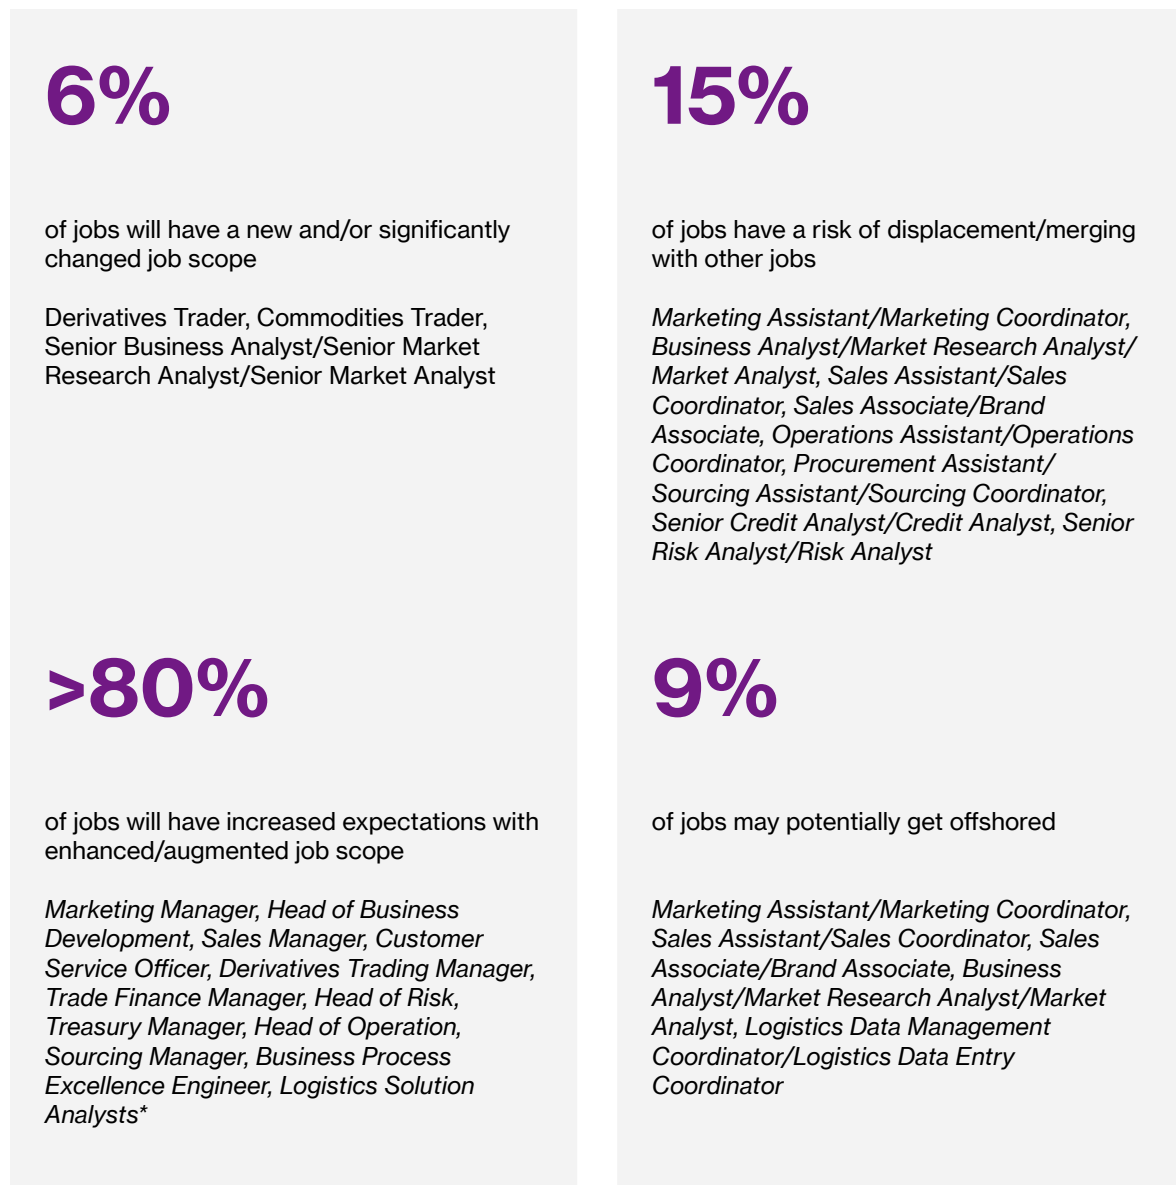 6%
of jobs will have a new and/or significantly
changed job scope
Derivatives Trader, Commodities Trader,
Senior Business Analyst/Senior Market
Research Analyst/Senior Market Analyst
15%
of jobs have a risk of displacement/merging
with other jobs
Marketing Assistant/Marketing Coordinator,
Business Analyst/Market Research Analyst/
Market Analyst, Sales Assistant/Sales
Coordinator, Sales Associate/Brand
Associate, Operations Assistant/Operations
Coordinator, Procurement Assistant/
Sourcing Assistant/Sourcing Coordinator,
Senior Credit Analyst/Credit Analyst, Senior
Risk Analyst/Risk Analyst
>80%
of jobs will have increased expectations with
enhanced/augmented job scope
Marketing Manager, Head of Business
Development, Sales Manager, Customer
Service Officer, Derivatives Trading Manager,
Trade Finance Manager, Head of Risk,
Treasury Manager, Head of Operation,
Sourcing Manager, Business Process
Excellence Engineer, Logistics Solution
Analysts*
9%
of jobs may potentially get offshored
Marketing Assistant/Marketing Coordinator,
Sales Assistant/Sales Coordinator, Sales
Associate/Brand Associate, Business
Analyst/Market Research Analyst/Market
Analyst, Logistics Data Management
Coordinator/Logistics Data Entry
Coordinator